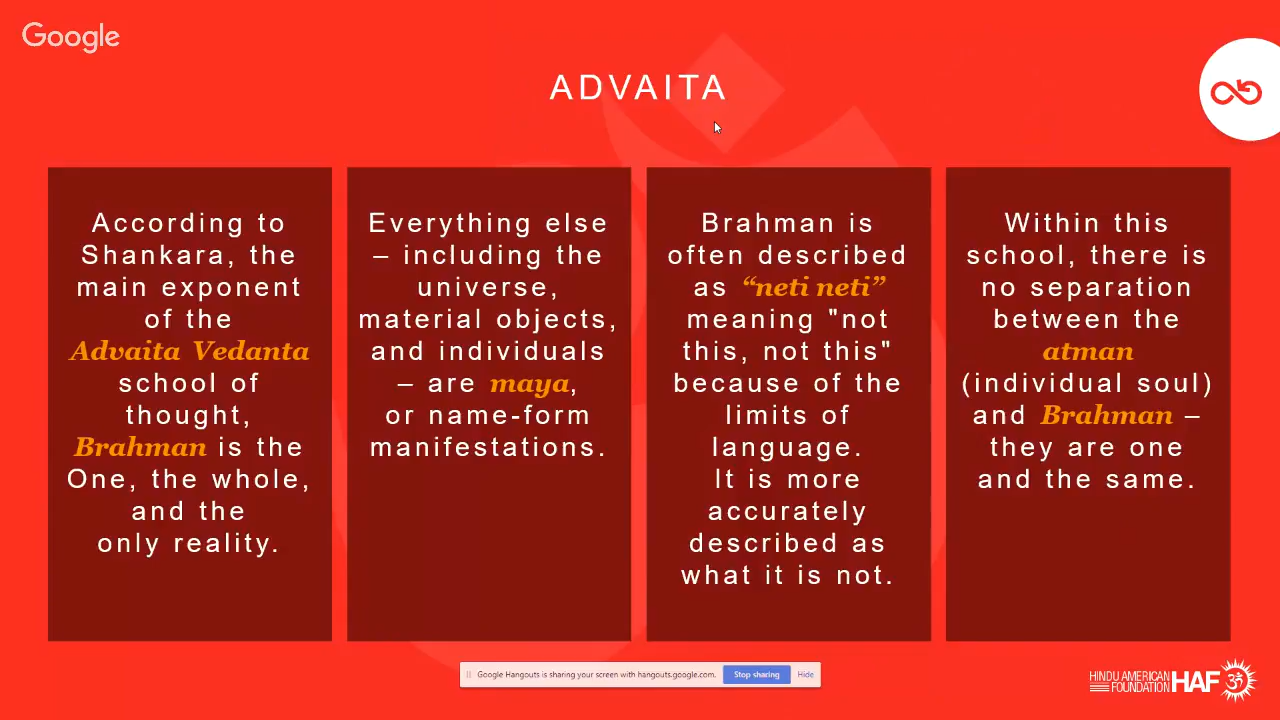 Google
ADVAITA
According to
Shankara, the
main exponent
of the
Advaita Vedanta
school of
thought,
Brahman is the
One, the whole,
and the
only reality.
Everything else
– including the
universe,
material objects,
and individuals
– are maya,
or name-form
manifestations.
Brahman is
often described
as “neti neti”
meaning "not
this, not this"
because of the
limits of
language.
It is more
accurately
described as
what it is not.
Within this
school, there is
no separation
between the
atman
(individual soul)
and Brahman –
they are one
and the same.
Google Hangouts is sharing your screen with hangouts.google.com. Stop sharing Hide
HINDU AMERICAN
FOUNDATION HAF ॐ